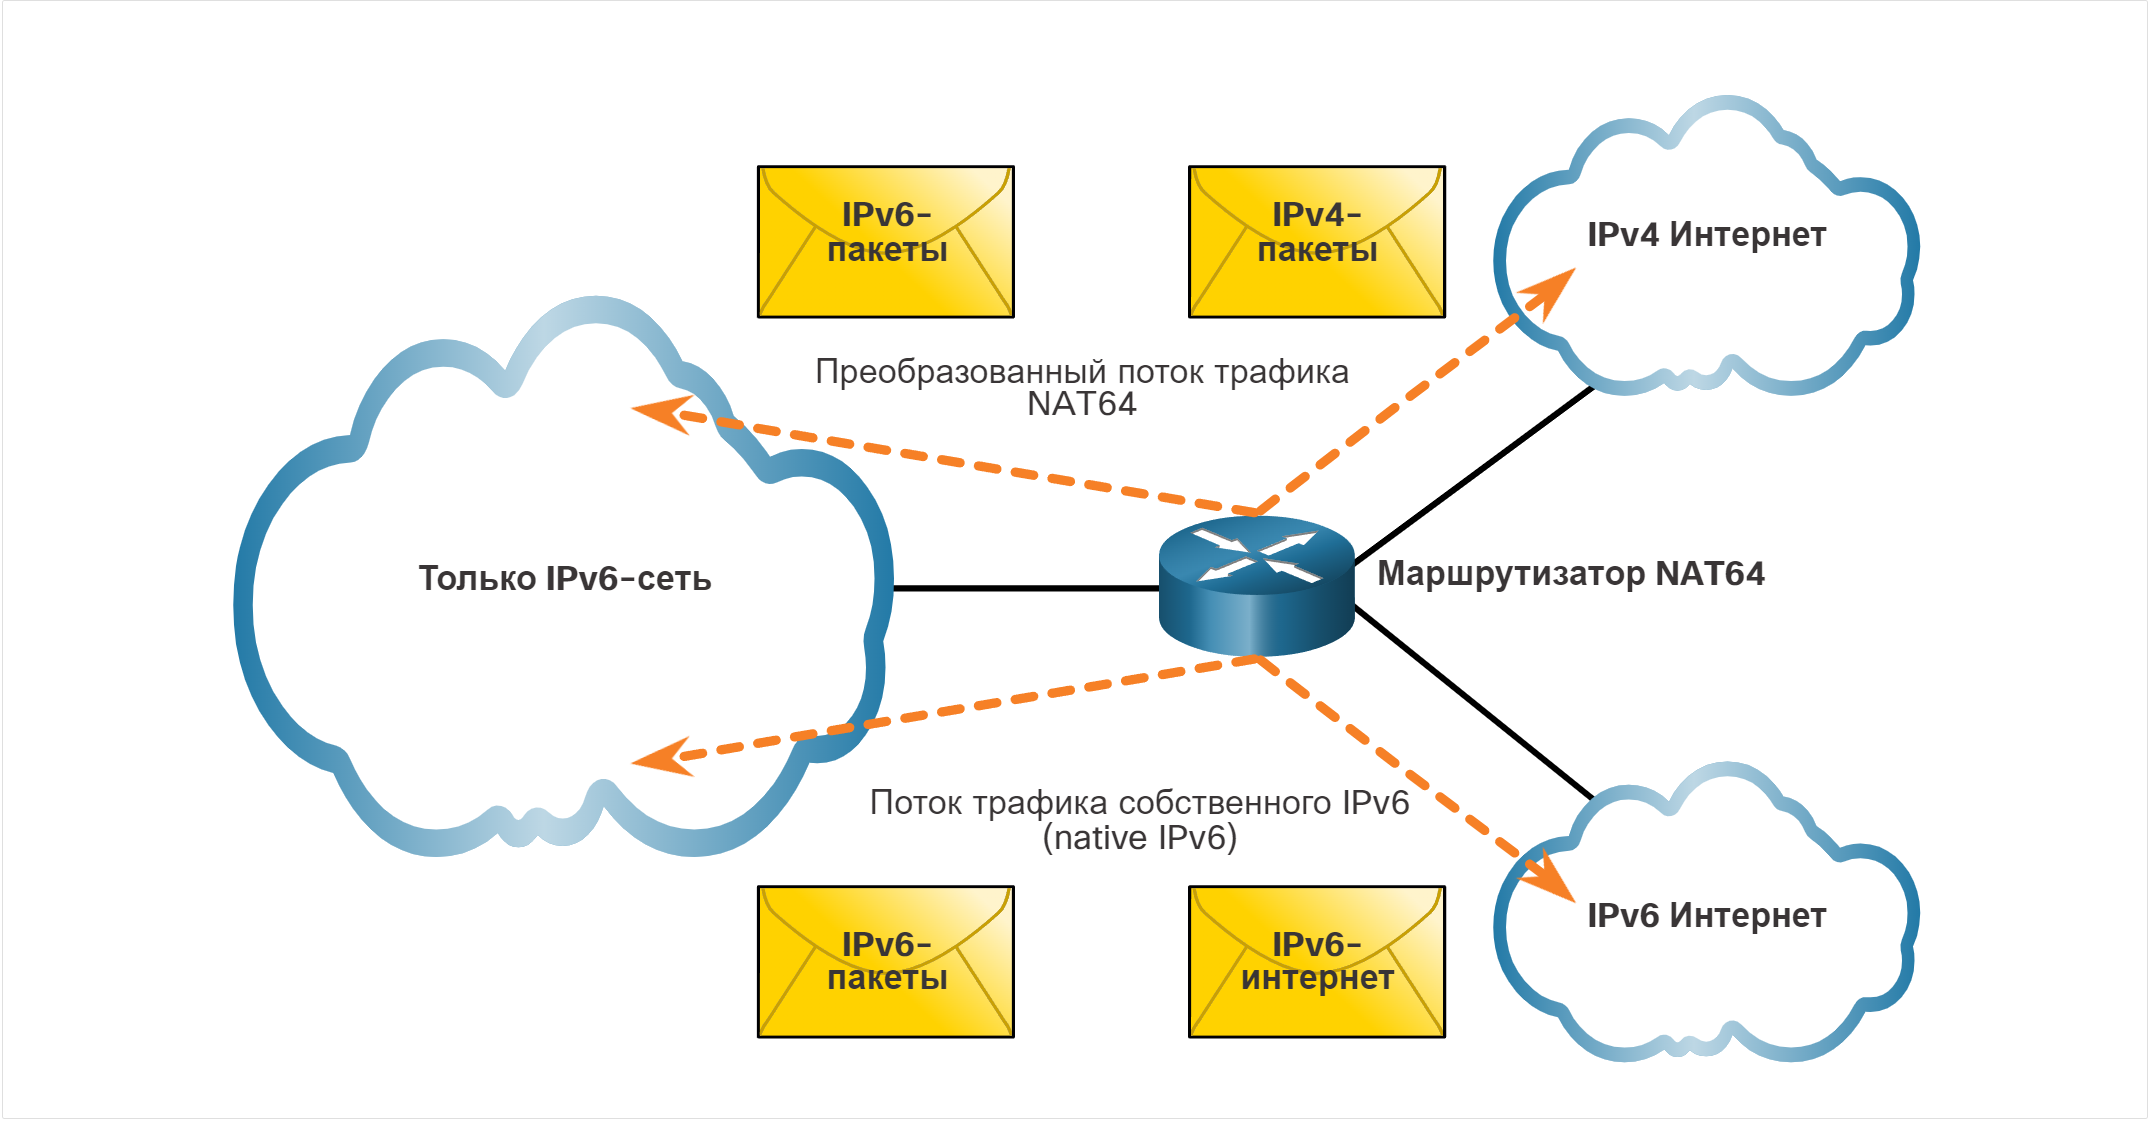 IPv6-
пакеты
IPv4-
пакеты
IPv4 Интернет
Преобразованный поток трафика
NAT64
Только IPv6-сеть
Маршрутизатор NAT64
Поток трафика собственного IPv6
(native IPv6)
IPv6 Интернет
IPv6-
пакеты
IPv6-
интернет